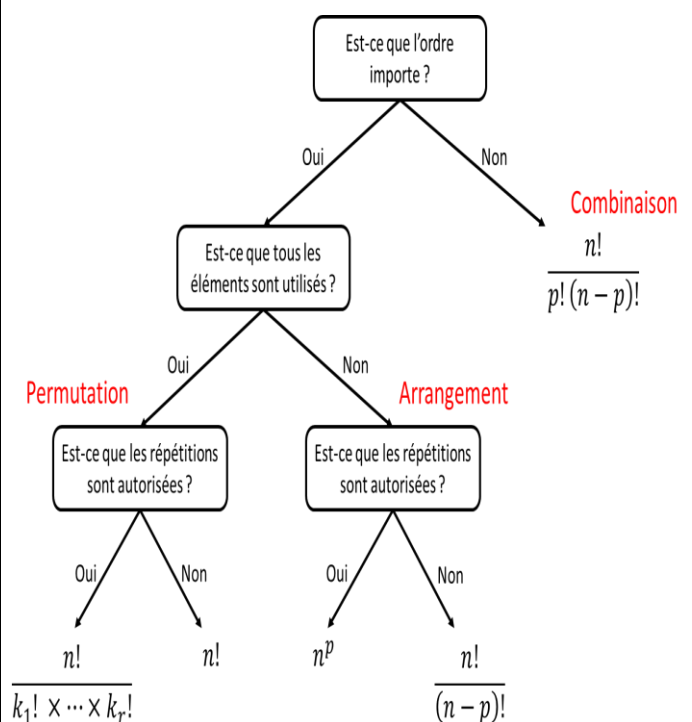 Est-ce que l'ordre
importe ?
Oui
Non
Combinaison
n!
p! (n − p)!
Est-ce que tous les
éléments sont utilisés ?
Oui
Non
Permutation
Arrangement
Est-ce que les répétitions
sont autorisées ?
Est-ce que les répétitions
sont autorisées ?
Oui
Non
Oui
Non
n!
k₁! × ⋯ × kᵣ!
n!
nᵖ
n!
(n − p)!